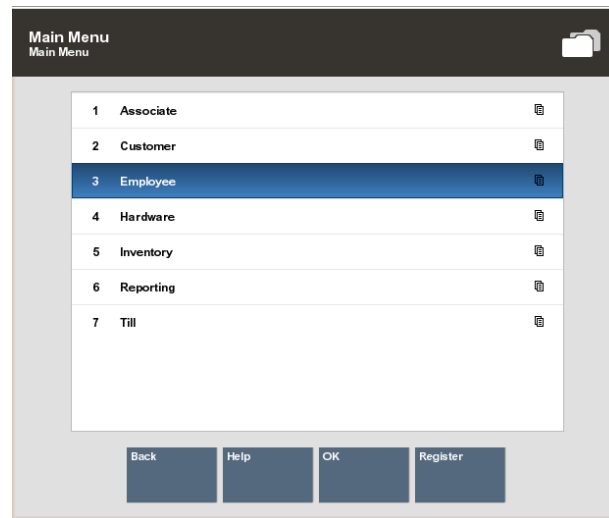 Main Menu
Main Menu
1 Associate
2 Customer
3 Employee
4 Hardware
5 Inventory
6 Reporting
7 Till
Back Help OK Register